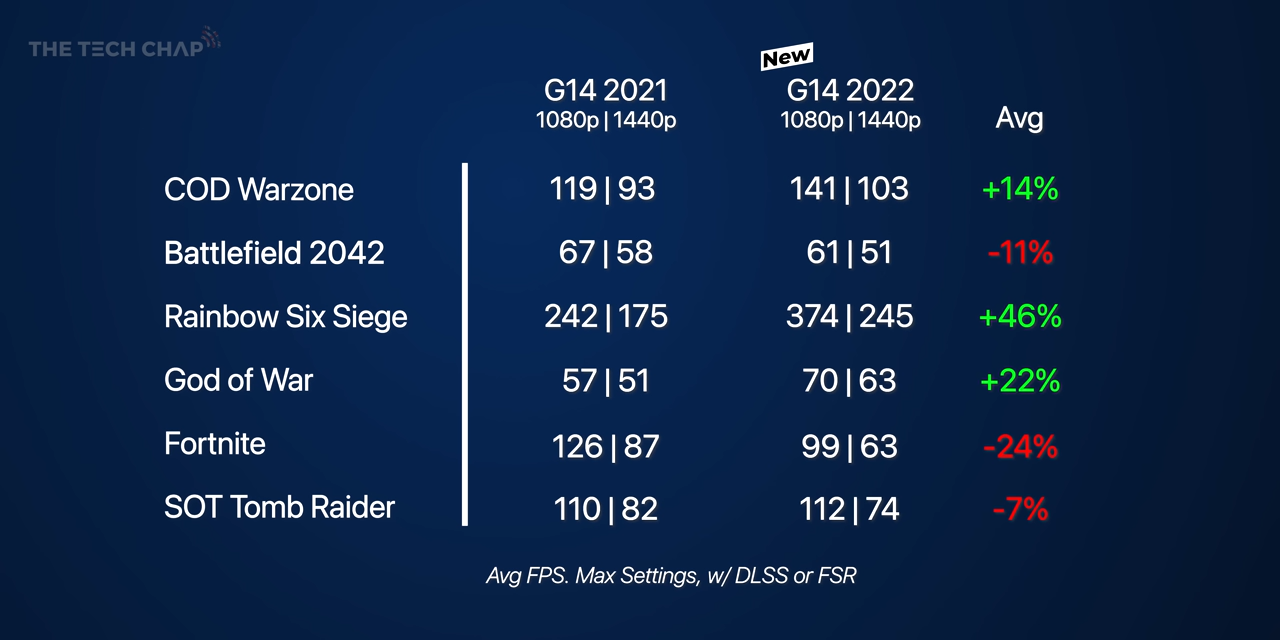 THE TECH CHAP
New
G14 2021 G14 2022
1080p | 1440p 1080p | 1440p Avg
COD Warzone 119 | 93 141 | 103 +14%
Battlefield 2042 67 | 58 61 | 51 -11%
Rainbow Six Siege 242 | 175 374 | 245 +46%
God of War 57 | 51 70 | 63 +22%
Fortnite 126 | 87 99 | 63 -24%
SOT Tomb Raider 110 | 82 112 | 74 -7%
Avg FPS. Max Settings, w/ DLSS or FSR